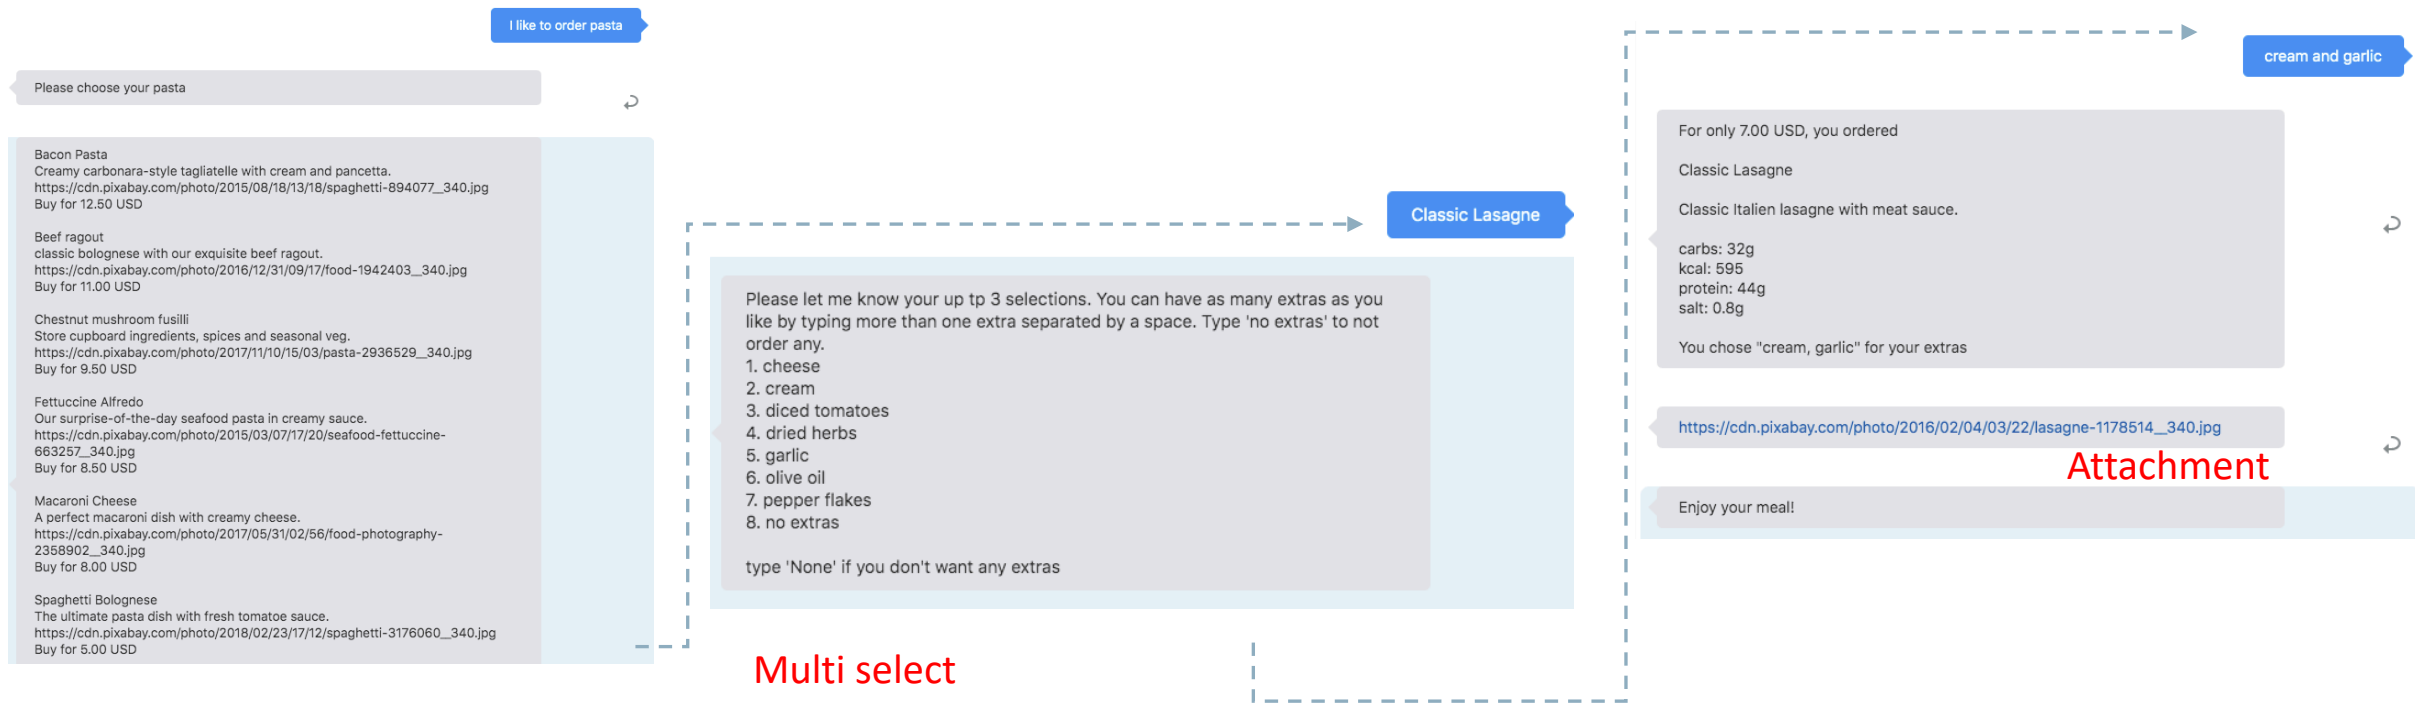 I like to order pasta
Please choose your pasta
Bacon Pasta
Creamy carbonara-style tagliatelle with cream and pancetta.
https://cdn.pixabay.com/photo/2015/08/18/13/18/spaghetti-894077__340.jpg
Buy for 12.50 USD
Beef ragout
classic bolognese with our exquisite beef ragout.
https://cdn.pixabay.com/photo/2016/12/31/09/17/food-1942403__340.jpg
Buy for 11.00 USD
Chestnut mushroom fusilli
Store cupboard ingredients, spices and seasonal veg.
https://cdn.pixabay.com/photo/2017/11/10/15/03/pasta-2936529__340.jpg
Buy for 9.50 USD
Fettuccine Alfredo
Our surprise-of-the-day seafood pasta in creamy sauce.
https://cdn.pixabay.com/photo/2015/03/07/17/20/seafood-fettuccine-
663257__340.jpg
Buy for 8.50 USD
Macaroni Cheese
A perfect macaroni dish with creamy cheese.
https://cdn.pixabay.com/photo/2017/05/31/02/56/food-photography-
2358902__340.jpg
Buy for 8.00 USD
Spaghetti Bolognese
The ultimate pasta dish with fresh tomatoe sauce.
https://cdn.pixabay.com/photo/2018/02/23/17/12/spaghetti-3176060__340.jpg
Buy for 5.00 USD
Classic Lasagne
Please let me know your up tp 3 selections. You can have as many extras as you
like by typing more than one extra separated by a space. Type 'no extras' to not
order any.
1. cheese
2. cream
3. diced tomatoes
4. dried herbs
5. garlic
6. olive oil
7. pepper flakes
8. no extras
type 'None' if you don't want any extras
Multi select
cream and garlic
For only 7.00 USD, you ordered
Classic Lasagne
Classic Italien lasagne with meat sauce.
carbs: 32g
kcal: 595
protein: 44g
salt: 0.8g
You chose "cream, garlic" for your extras
https://cdn.pixabay.com/photo/2016/02/04/03/22/lasagne-1178514__340.jpg
Attachment
Enjoy your meal!